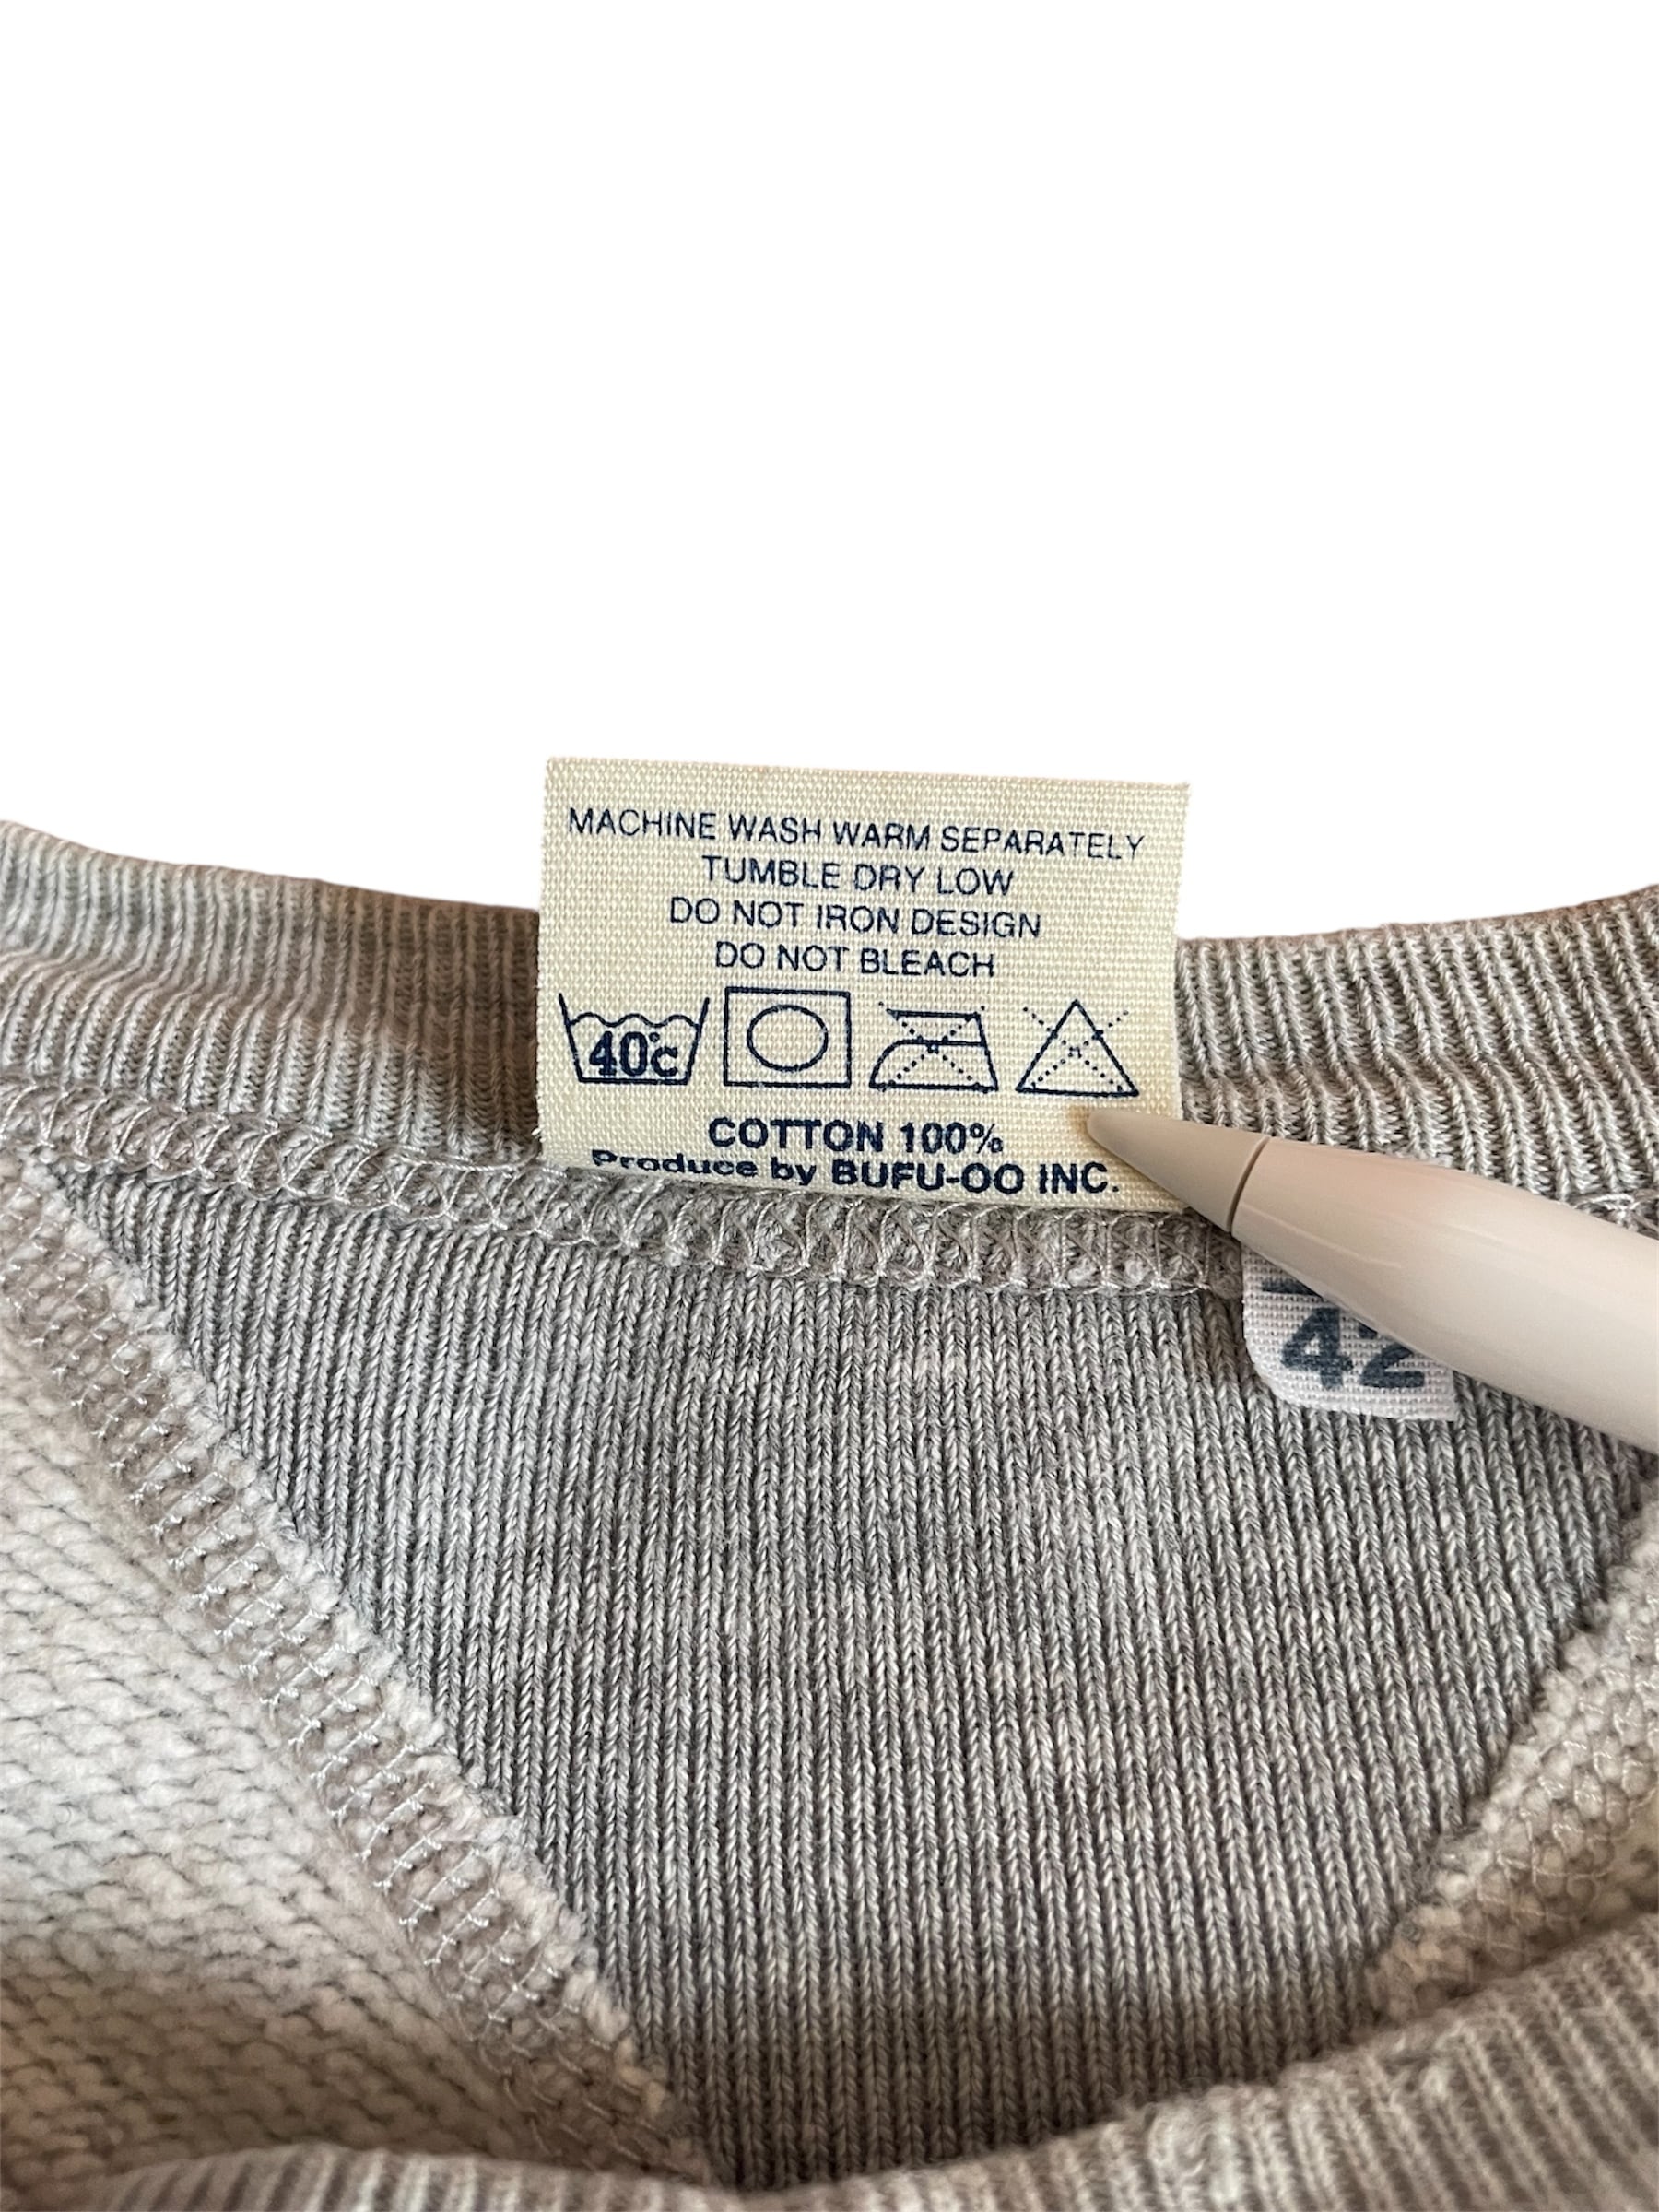 MACHINE WASH WARM SEPARATELY
TUMBLE DRY LOW
DO NOT IRON DESIGN
DO NOT BLEACH
40°c
COTTON 100%
Produce by BUFU-OO INC.
42